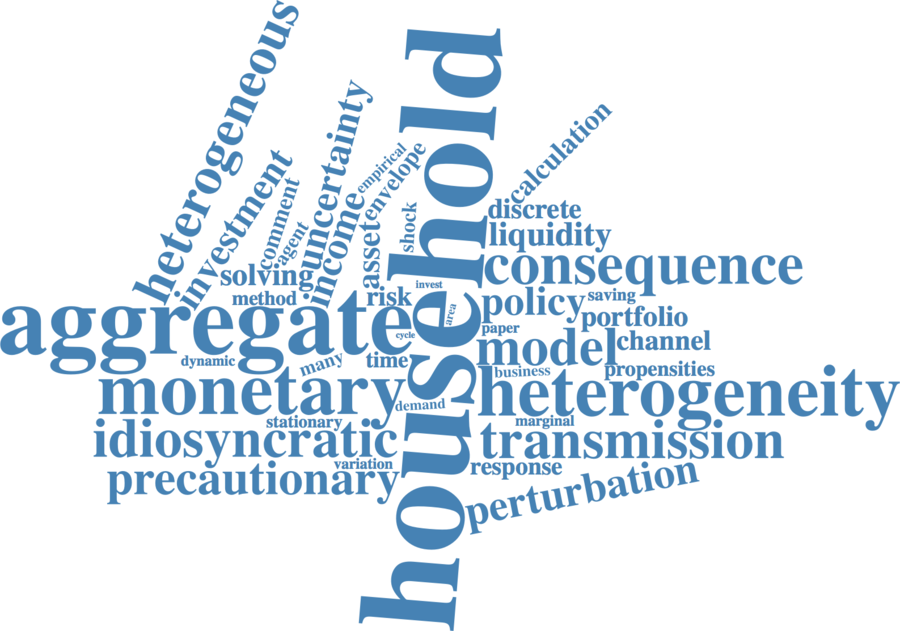 heterogeneous
household
uncertainty
calculation
investment
empirical
envelope
comment
income
asset
agent
shock
discrete
liquidity
solving
consequence
method
risk
invest
policy
saving
area
aggregate
portfolio
cycle
paper
model
channel
dynamic
many
time
business
propensities
monetary
demand
heterogeneity
stationary
marginal
idiosyncratic
transmission
variation
response
precautionary
perturbation